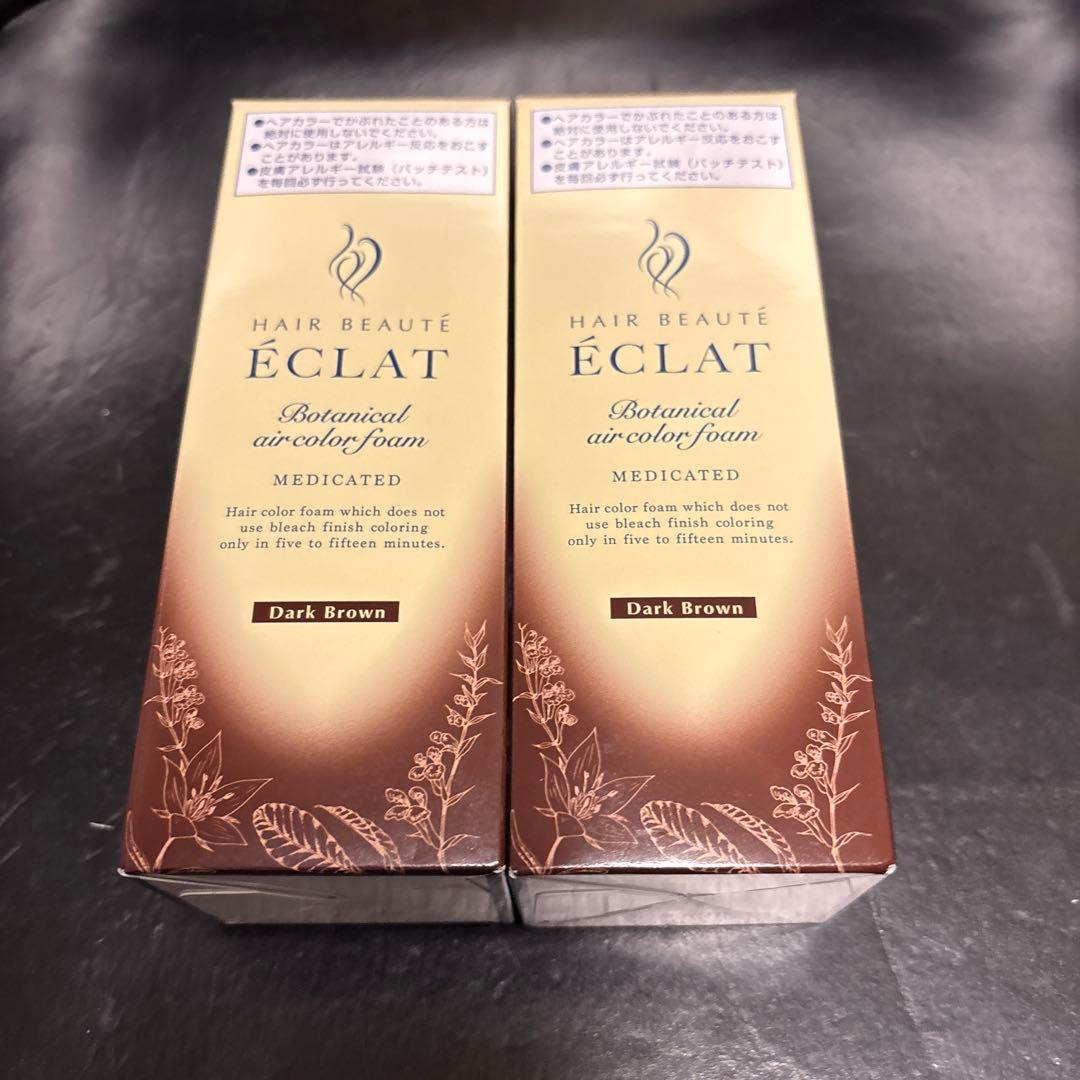 ●ヘアカラーでかぶれたことのある方は
絶対に使用しないでください。
●ヘアカラーはアレルギー反応をおこす
ことがあります。
●皮膚アレルギー試験(パッチテスト)
を毎回必ず行ってください。
HAIR BEAUTÉ
ÉCLAT
Botanical
air color foam
MEDICATED
Hair color foam which does not
use bleach finish coloring
only in five to fifteen minutes.
Dark Brown
●ヘアカラーでかぶれたことのある方は
絶対に使用しないでください。
●ヘアカラーはアレルギー反応をおこす
ことがあります。
●皮膚アレルギー試験(パッチテスト)
を毎回必ず行ってください。
HAIR BEAUTÉ
ÉCLAT
Botanical
air color foam
MEDICATED
Hair color foam which does not
use bleach finish coloring
only in five to fifteen minutes.
Dark Brown